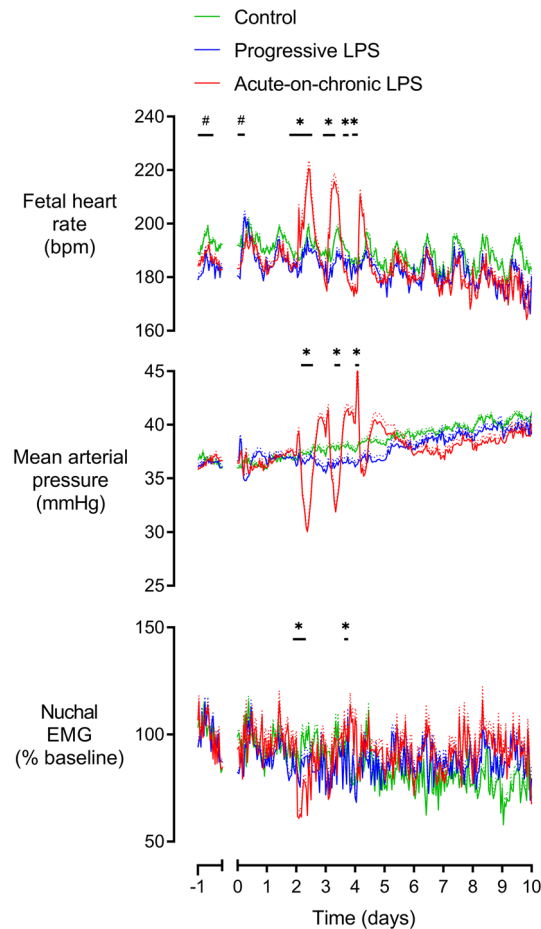 Control
Progressive LPS
Acute-on-chronic LPS
240
# # * * **
220
Fetal heart
rate
(bpm)
200
180
160
45
* * *
40
Mean arterial
pressure
(mmHg)
35
30
25
150
* *
Nuchal
EMG
(% baseline)
100
50
-1 0 1 2 3 4 5 6 7 8 9 10
Time (days)